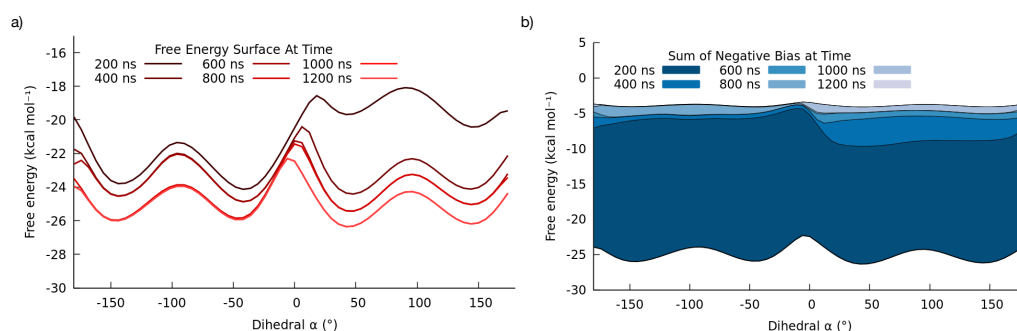 a)
Free Energy Surface At Time
200 ns 600 ns 1000 ns
400 ns 800 ns 1200 ns
Free energy (kcal mol⁻¹)
-16
-18
-20
-22
-24
-26
-28
-30
-150 -100 -50 0 50 100 150
Dihedral α (°)
b)
Sum of Negative Bias at Time
200 ns 600 ns 1000 ns
400 ns 800 ns 1200 ns
Free energy (kcal mol⁻¹)
5
0
-5
-10
-15
-20
-25
-30
-150 -100 -50 0 50 100 150
Dihedral α (°)